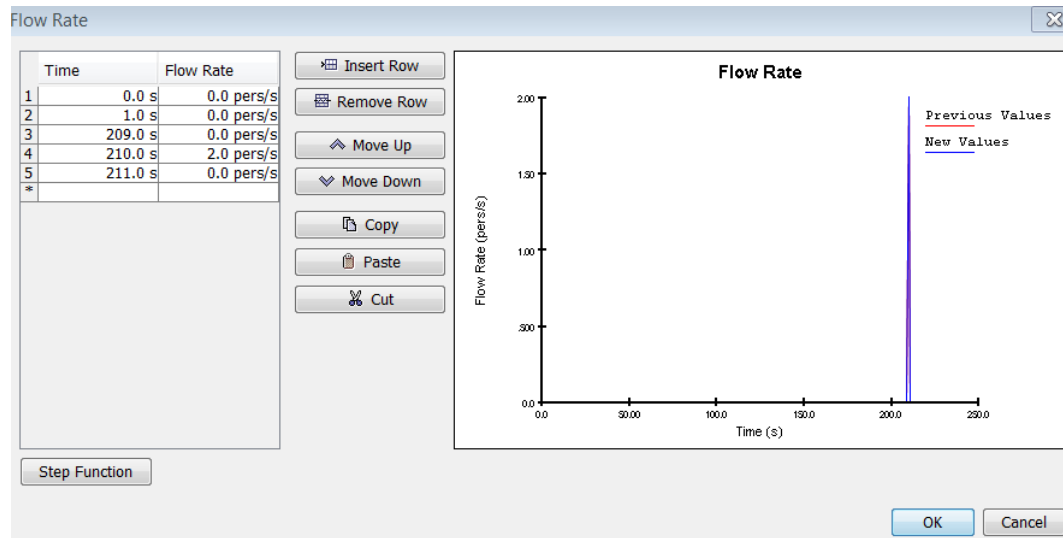 Flow Rate
Time Flow Rate
1 0.0 s 0.0 pers/s
2 1.0 s 0.0 pers/s
3 209.0 s 0.0 pers/s
4 210.0 s 2.0 pers/s
5 211.0 s 0.0 pers/s
*
Step Function
Insert Row
Remove Row
Move Up
Move Down
Copy
Paste
Cut
Flow Rate
Previous Values
New Values
Flow Rate (pers/s)
2.00
1.50
1.00
.500
0.0
0.0 50.00 100.0 150.0 200.0 250.0
Time (s)
OK Cancel